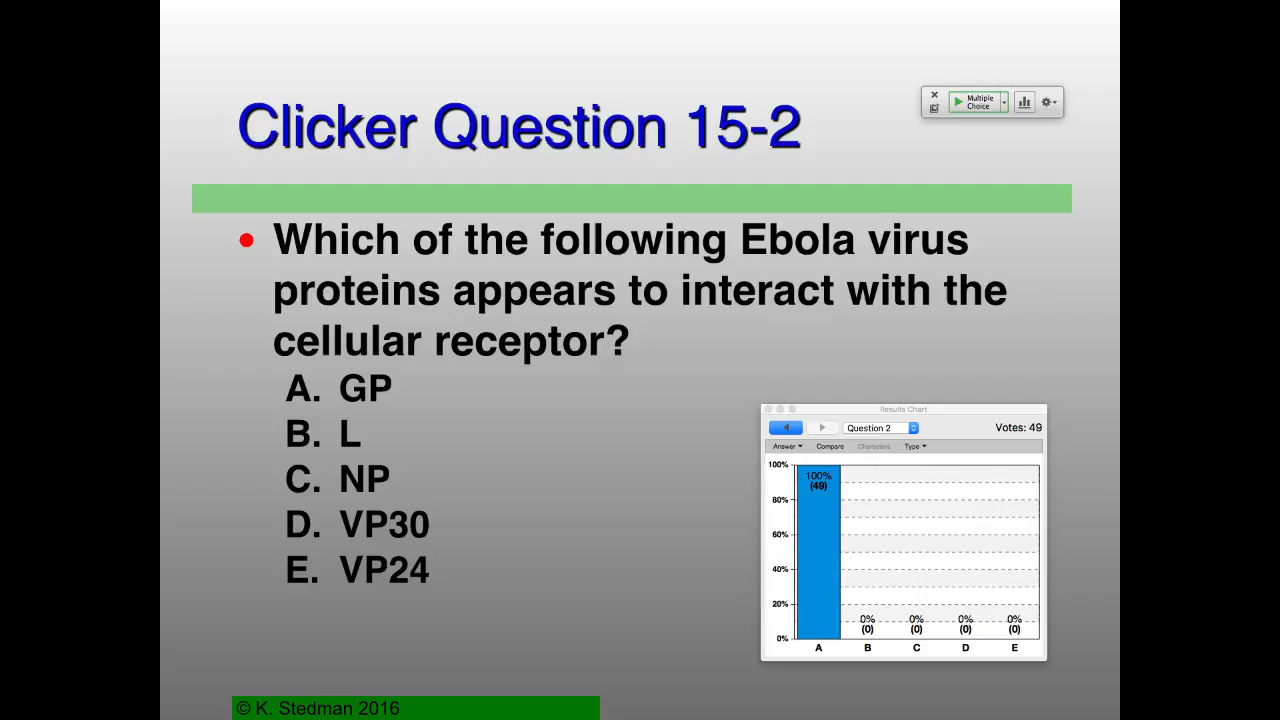 Clicker Question 15-2
Multiple
Choice
• Which of the following Ebola virus
proteins appears to interact with the
cellular receptor?
A. GP
B. L
C. NP
D. VP30
E. VP24
Results Chart
Question 2
Votes: 49
Answer Compare Characters Type
100%
80%
60%
40%
20%
0%
100% 0% 0% 0% 0%
(49) (0) (0) (0) (0)
A B C D E
© K. Stedman 2016